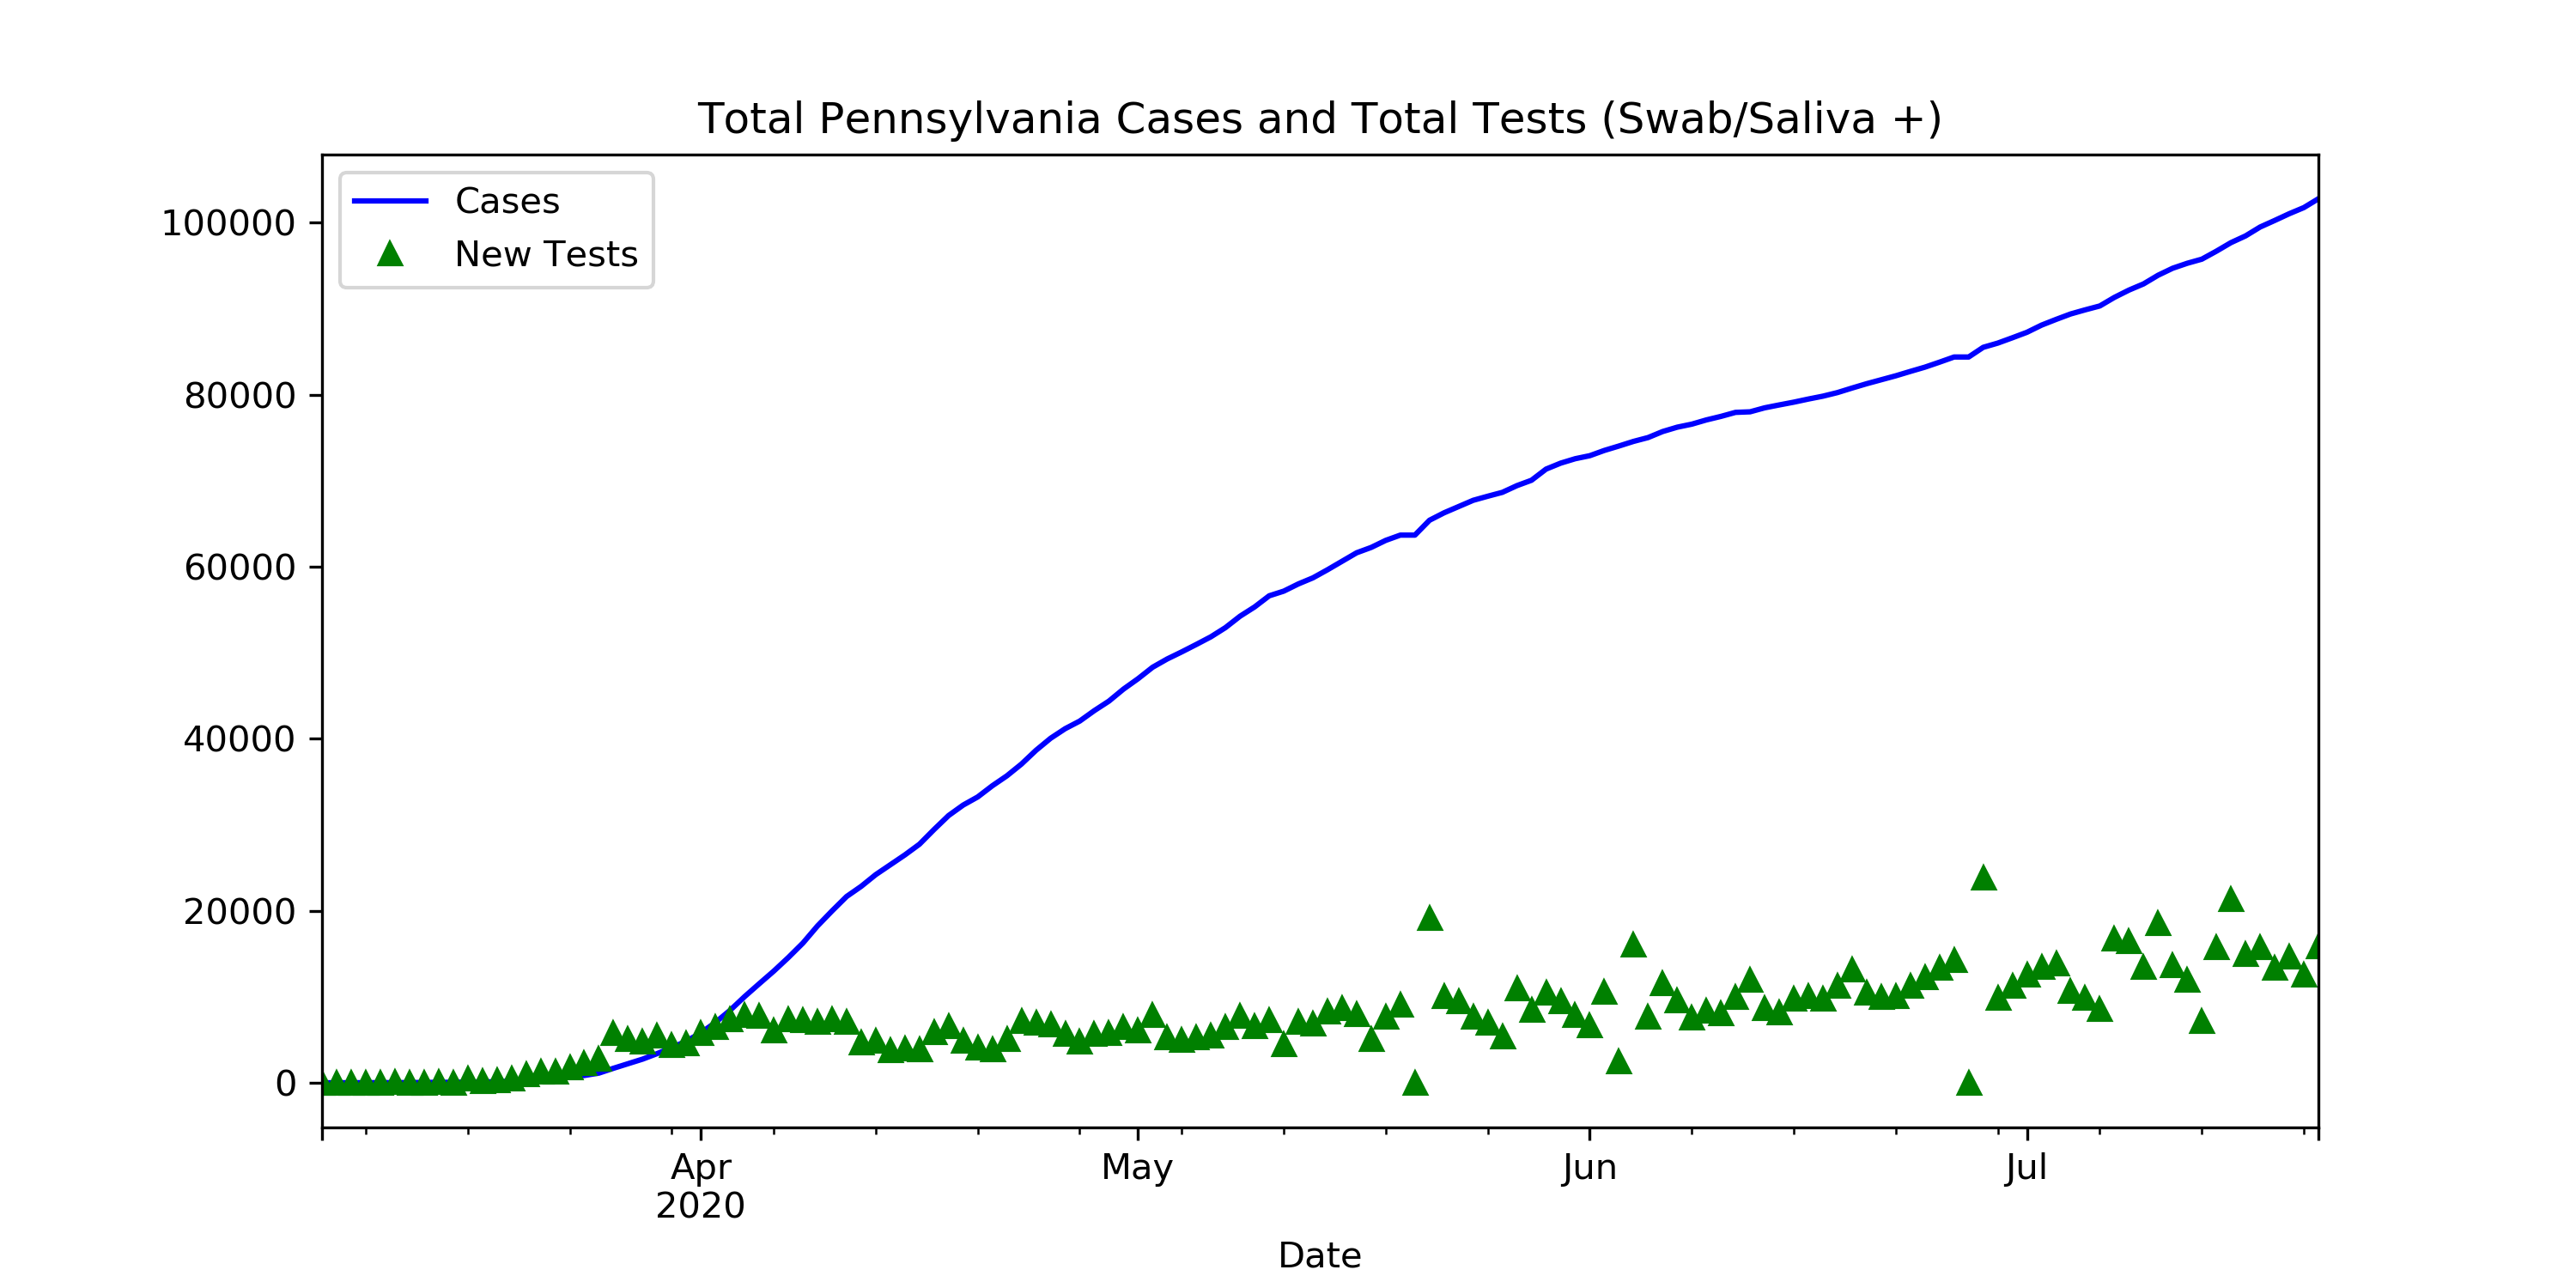 Total Pennsylvania Cases and Total Tests (Swab/Saliva +)
Cases
New Tests
100000
80000
60000
40000
20000
0
Apr May Jun Jul
2020
Date